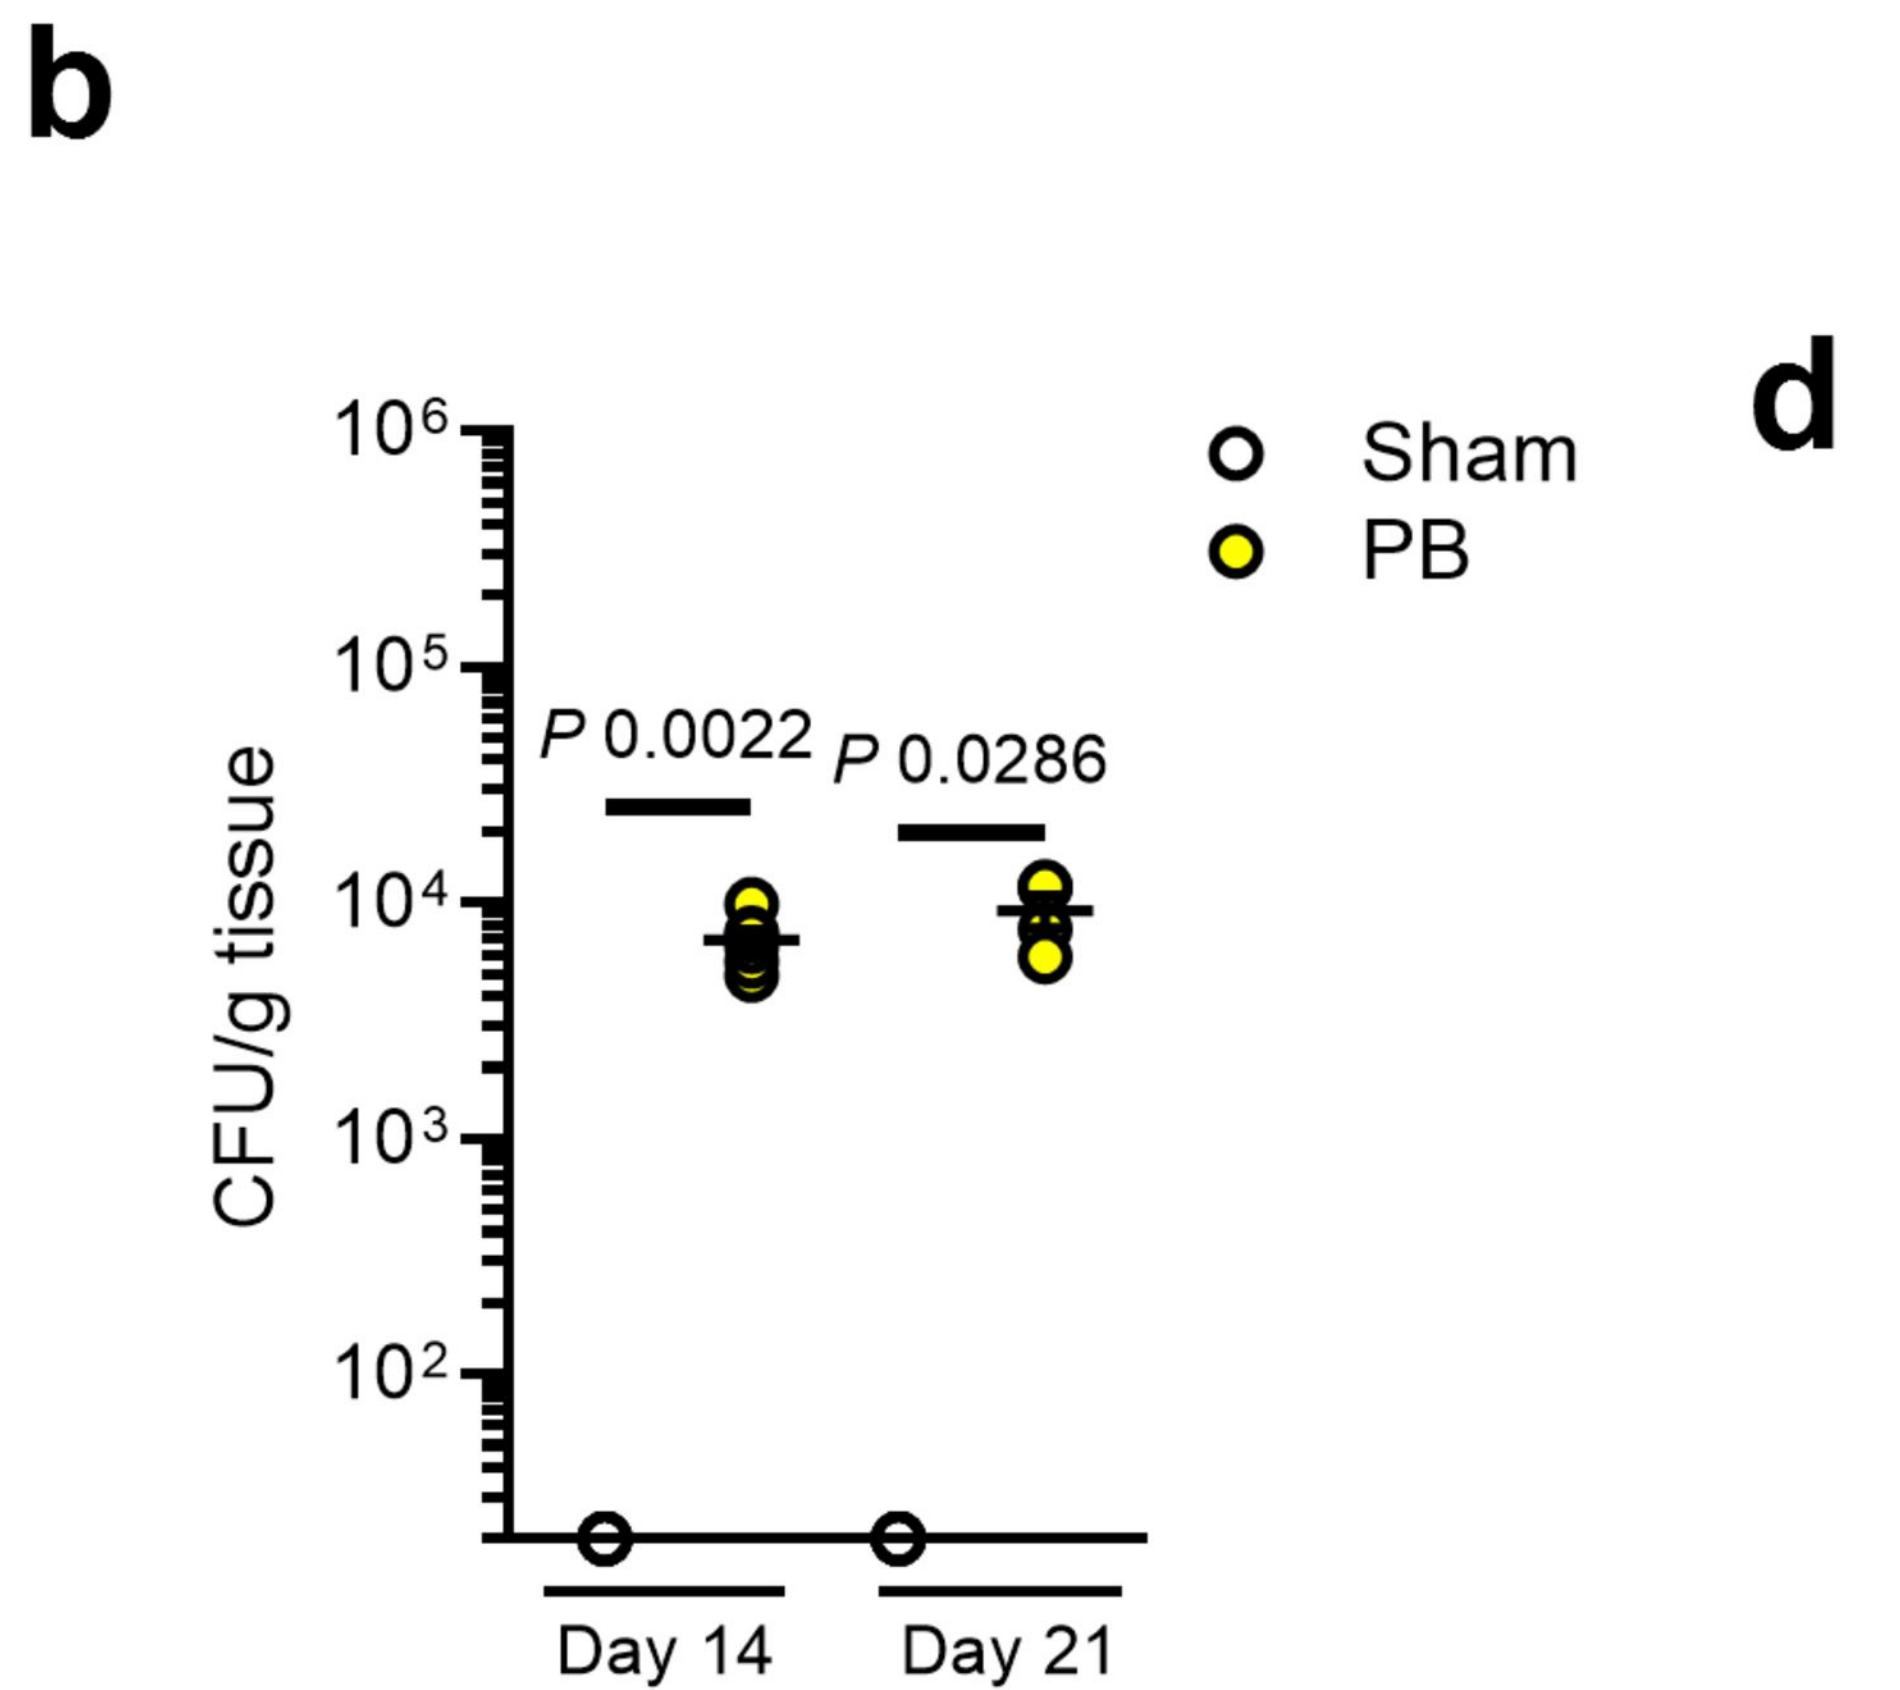 b
d
Sham
PB
10⁶
10⁵
10⁴
10³
10²
CFU/g tissue
P 0.0022
P 0.0286
Day 14
Day 21